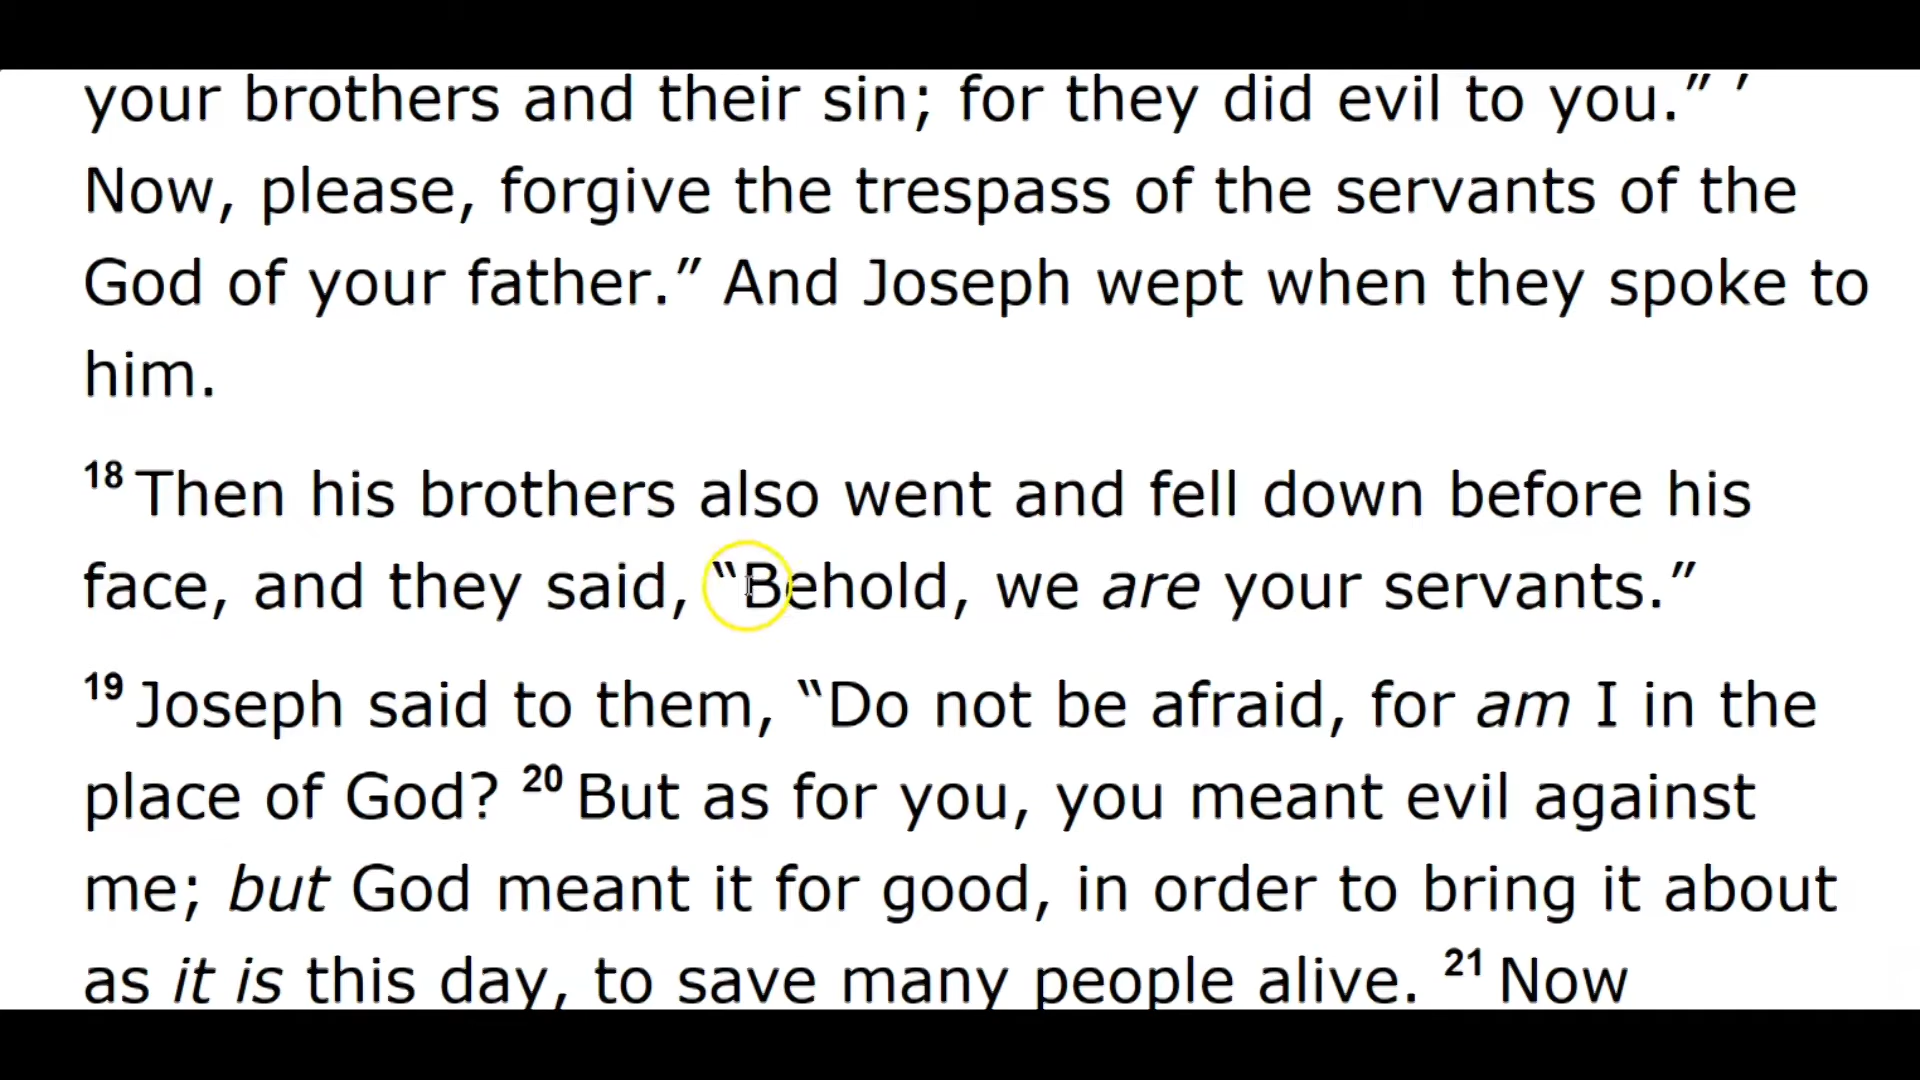 your brothers and their sin; for they did evil to you.” ’
Now, please, forgive the trespass of the servants of the
God of your father.” And Joseph wept when they spoke to
him.
18 Then his brothers also went and fell down before his
face, and they said, “Behold, we are your servants.”
19 Joseph said to them, “Do not be afraid, for am I in the
place of God? 20 But as for you, you meant evil against
me; but God meant it for good, in order to bring it about
as it is this day, to save many people alive. 21 Now